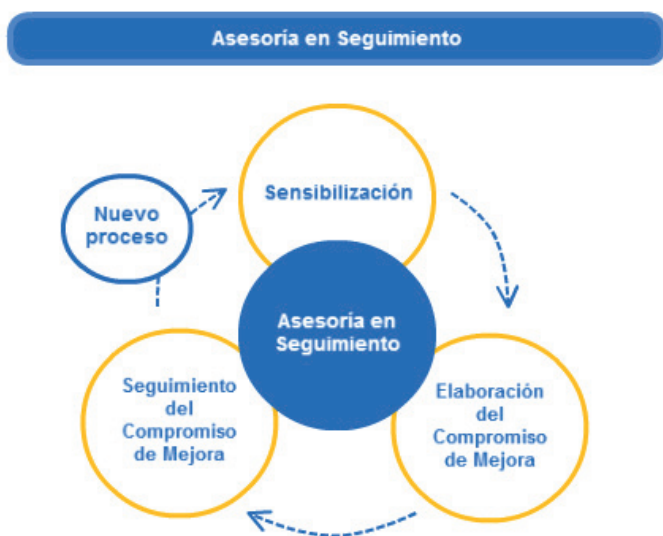 Asesoría en Seguimiento
Sensibilización
Nuevo
proceso
Asesoría en
Seguimiento
Seguimiento
del
Compromiso
de Mejora
Elaboración
del
Compromiso
de Mejora